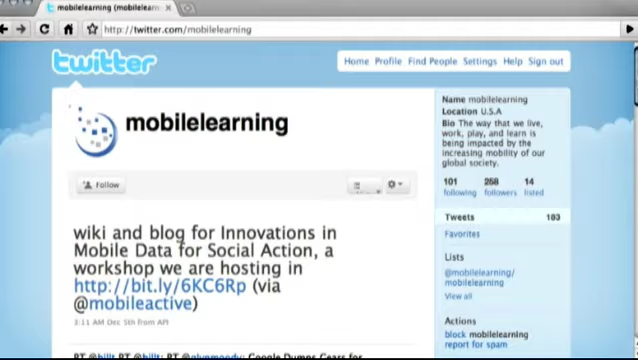 mobilelearning (mobilelearn
http://twitter.com/mobilelearning
twitter
Home Profile Find People Settings Help Sign out
mobilelearning
Follow
wiki and blog for Innovations in
Mobile Data for Social Action, a
workshop we are hosting in
http://bit.ly/6KC6Rp (via
@mobileactive)
3:11 AM Dec 5th from API
Name mobilelearning
Location U.S.A
Bio The way that we live,
work, play, and learn is
being impacted by the
increasing mobility of our
global society.
101 258 14
following followers listed
Tweets 103
Favorites
Lists
@mobilelearning/
mobilelearning
View all
Actions
block mobilelearning
report for spam